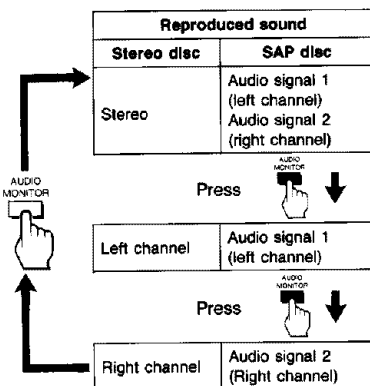 Reproduced sound
Stereo disc SAP disc
Stereo
Audio signal 1
(left channel)
Audio signal 2
(right channel)
AUDIO
MONITOR
Press
AUDIO
MONITOR
Left channel
Audio signal 1
(left channel)
Press
AUDIO
MONITOR
Right channel
Audio signal 2
(Right channel)